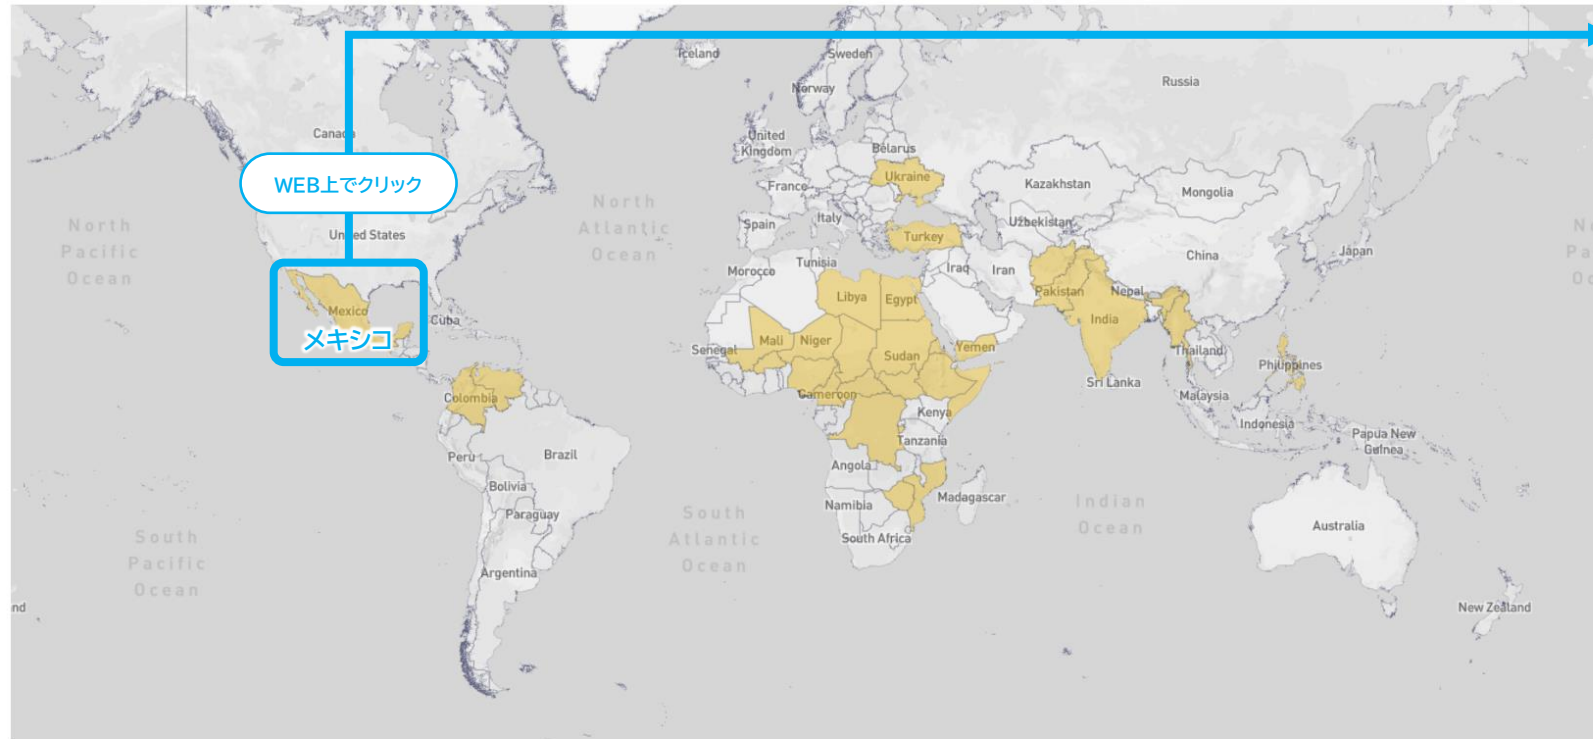 Iceland
Sweden
Norway
Russia
Canada
United
Kingdom
Belarus
WEB上でクリック
Ukraine
France
Kazakhstan
Mongolia
North
Pacific
Ocean
North
Atlantic
Ocean
United States
Spain
Italy
Turkey
Uzbekistan
China
Japan
Morocco
Tunisia
Iraq
Iran
Mexico
メキシコ
Cuba
Libya
Egypt
Pakistan
Nepal
India
Senegal
Mali
Niger
Sudan
Yemen
Thailand
Philippines
Colombia
Cameroon
Kenya
Sri Lanka
Malaysia
Indonesia
Papua New
Guinea
Peru
Brazil
Tanzania
Angola
Bolivia
Namibia
Madagascar
Indian
Ocean
Paraguay
South
Pacific
Ocean
South
Atlantic
Ocean
South Africa
Australia
Argentina
nd
New Zealand